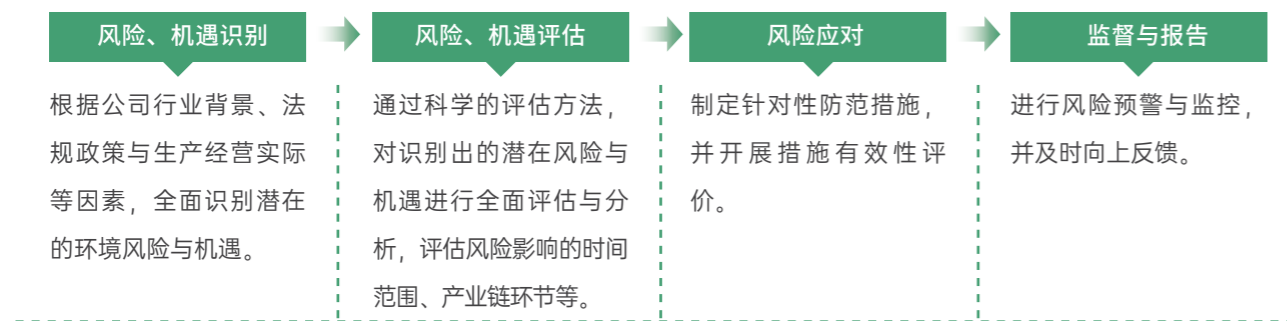 风险、机遇识别
根据公司行业背景、法
规政策与生产经营实际
等因素，全面识别潜在
的环境风险与机遇。
风险、机遇评估
通过科学的评估方法，
对识别出的潜在风险与
机遇进行全面评估与分
析，评估风险影响的时间
范围、产业链环节等。
风险应对
制定针对性防范措施，
并开展措施有效性评
价。
监督与报告
进行风险预警与监控，
并及时向上反馈。